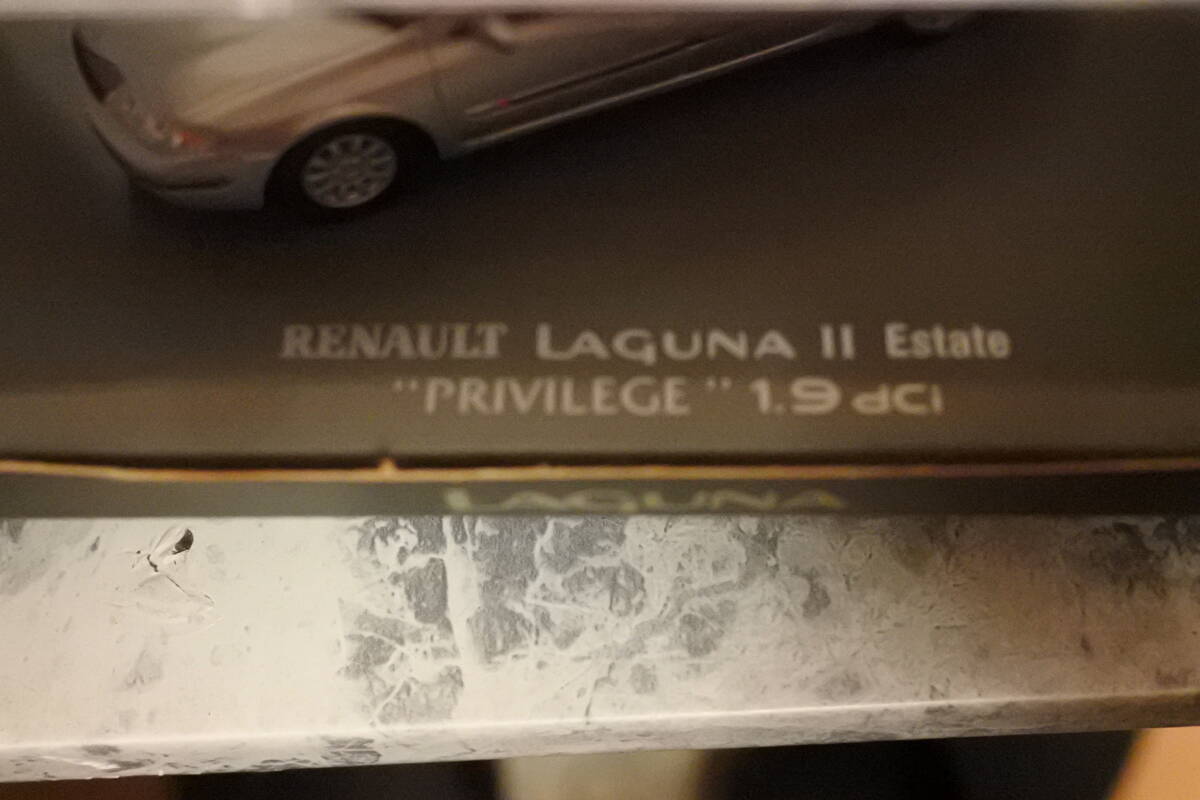 RENAULT LAGUNA II Estate
"PRIVILEGE" 1.9 dCi
LAGUNA